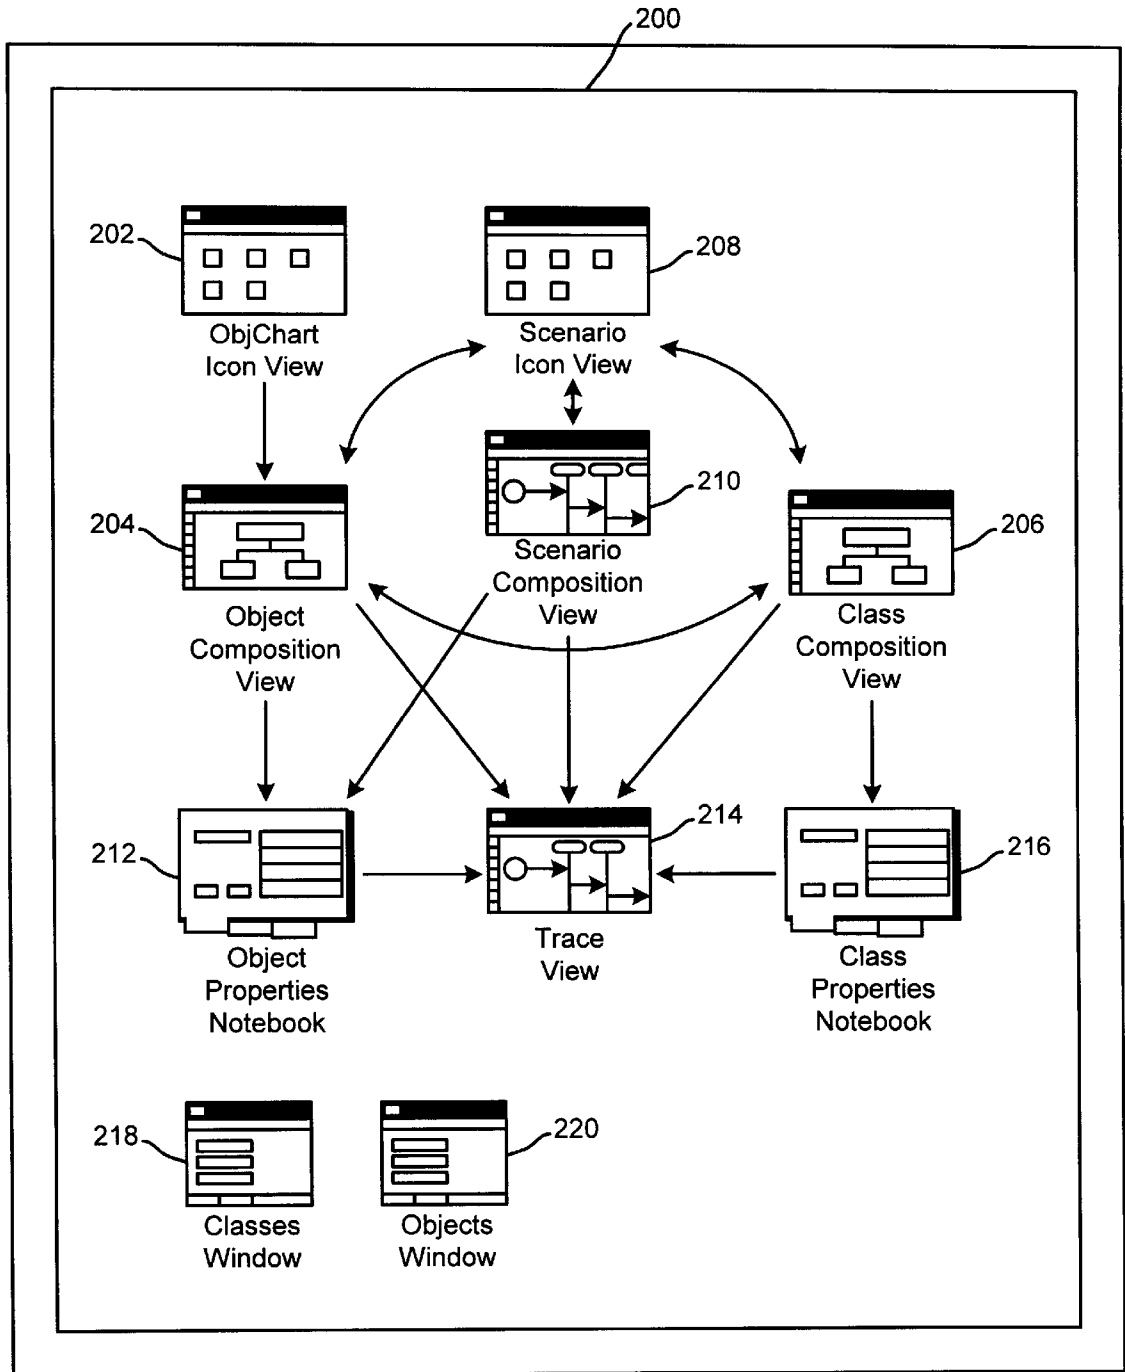 200
202
208
ObjChart
Icon View
Scenario
Icon View
204
210
206
Scenario
Composition
View
Object
Composition
View
Class
Composition
View
212
214
216
Object
Properties
Notebook
Trace
View
Class
Properties
Notebook
218
220
Classes
Window
Objects
Window